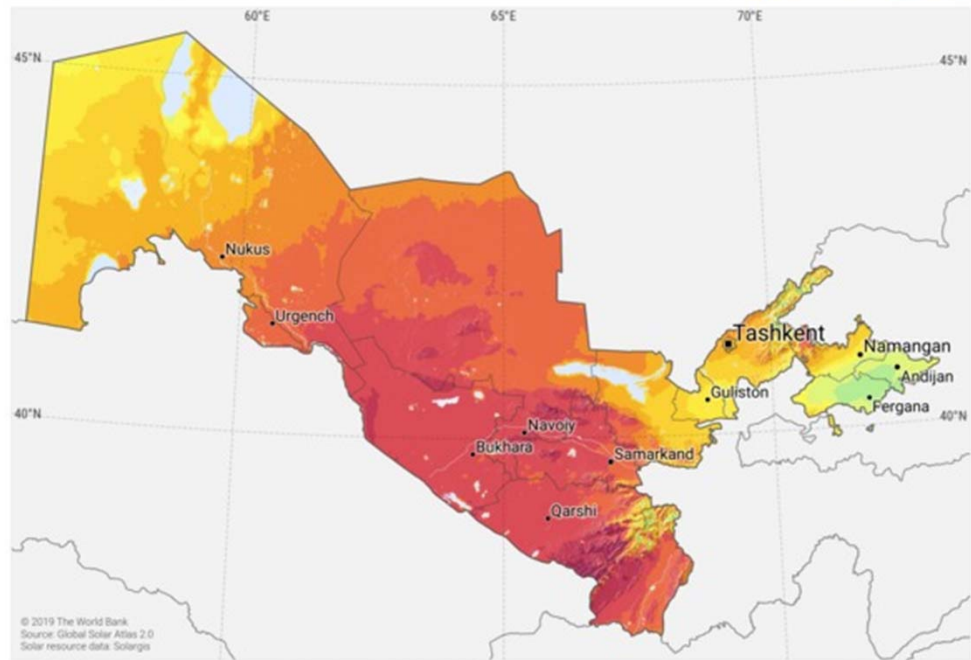 60°E
65°E
70°E
45°N
45°N
Nukus
Urgench
Tashkent
Namangan
Andijan
Guliston
Fergana
40°N
40°N
Navoiy
Bukhara
Samarkand
Qarshi
© 2019 The World Bank
Source: Global Solar Atlas 2.0
Solar resource data: Solargis